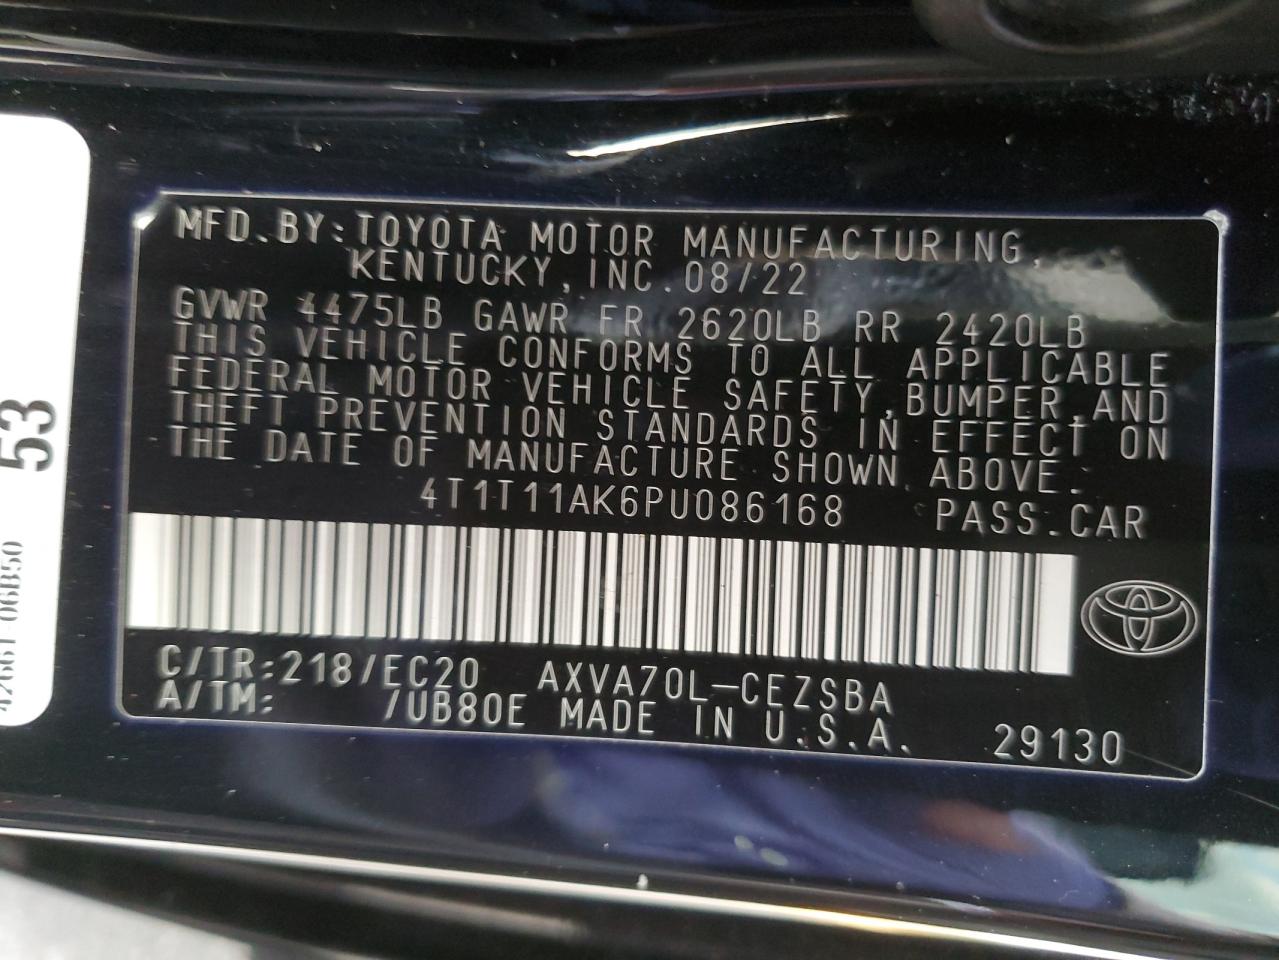 MFD.BY:TOYOTA MOTOR MANUFACTURING,
KENTUCKY,INC.08/22
GVWR 4475LB GAWR FR 2620LB RR 2420LB
THIS VEHICLE CONFORMS TO ALL APPLICABLE
FEDERAL MOTOR VEHICLE SAFETY,BUMPER,AND
THEFT PREVENTION STANDARDS IN EFFECT ON
THE DATE OF MANUFACTURE SHOWN ABOVE.
4T1T11AK6PU086168 PASS.CAR
C/TR:218/EC20 AXVA70L-CEZSBA
A/TM: /UB80E MADE IN U.S.A. 29130
53
42661 06B50